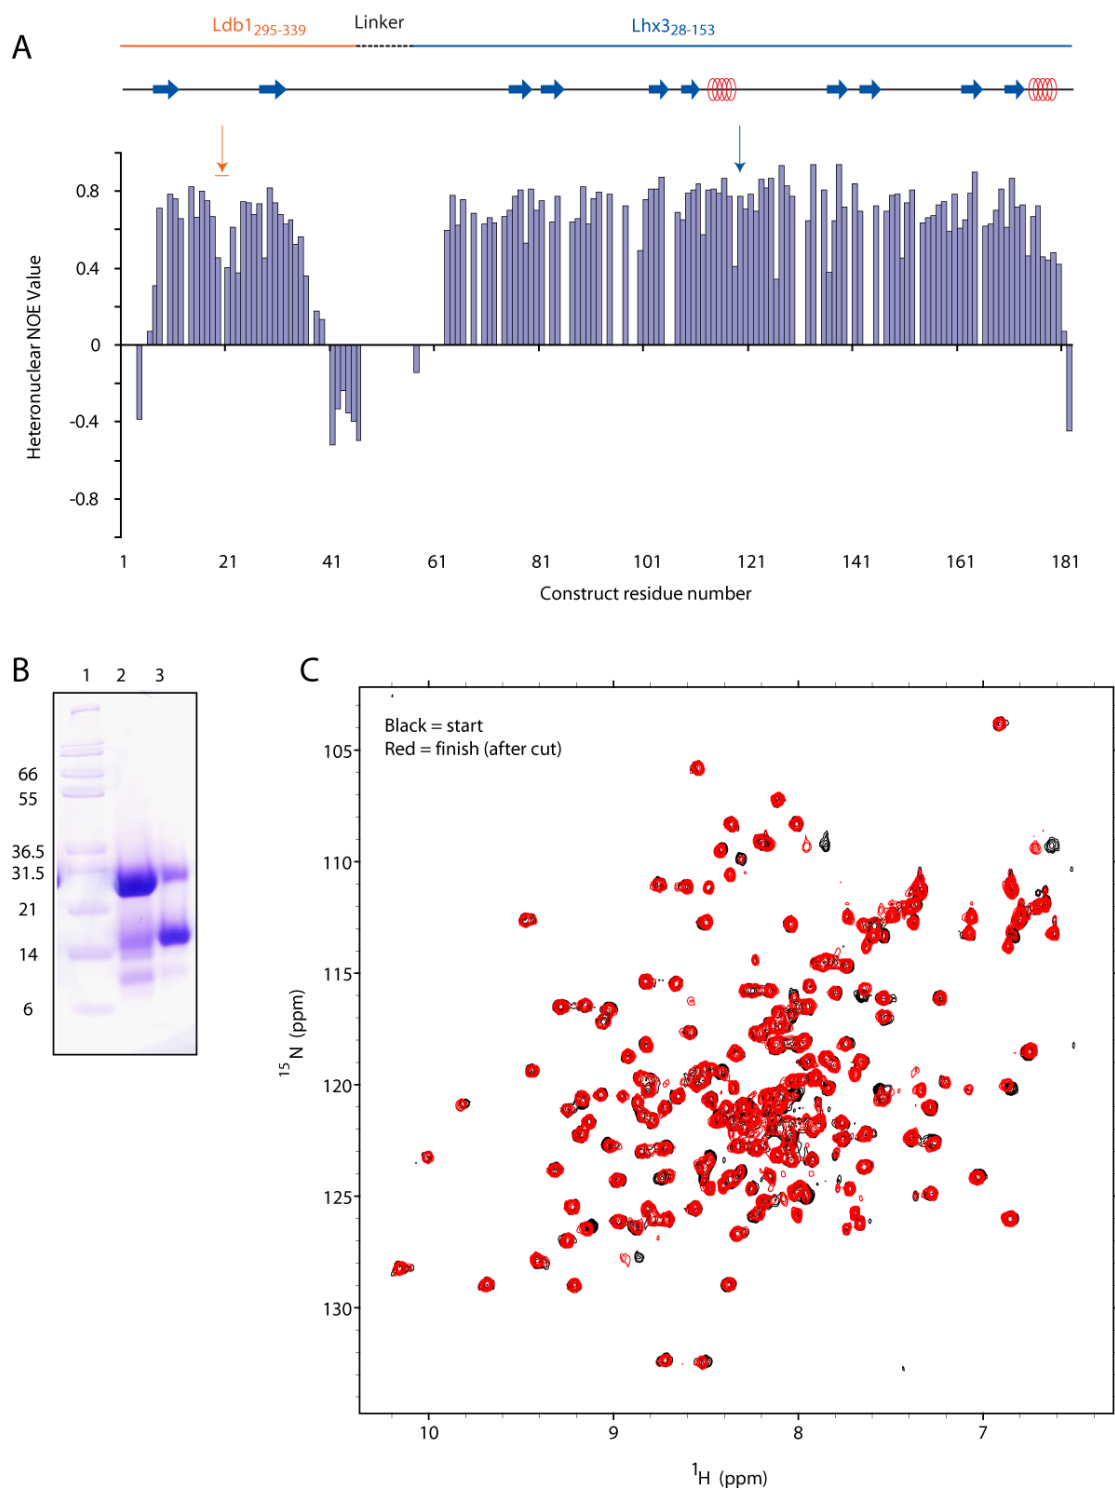 A
Ldb1295-339
Linker
Lhx328-153
Heteronuclear NOE Value
0.8
0.4
0
-0.4
-0.8
1 21 41 61 81 101 121 141 161 181
Construct residue number
B
1 2 3
66
55
36.5
31.5
21
14
6
C
Black = start
Red = finish (after cut)
105
110
115
120
125
130
15N (ppm)
10 9 8 7
1H (ppm)